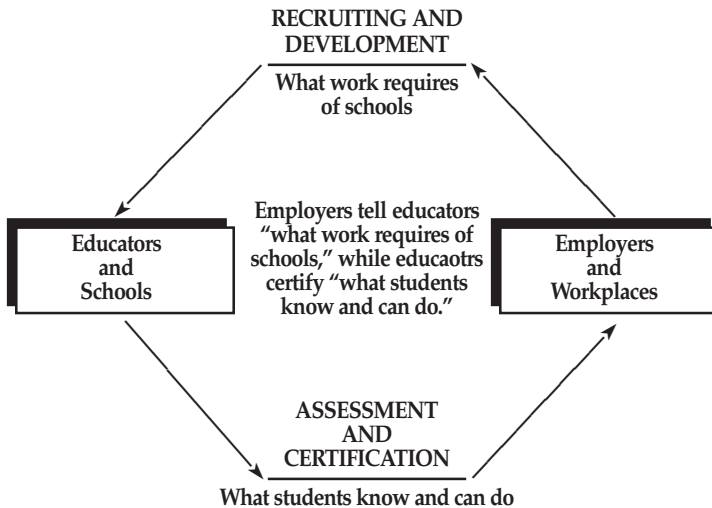 RECRUITING AND
DEVELOPMENT
What work requires
of schools
Educators
and
Schools
Employers tell educators
“what work requires of
schools,” while educaotrs
certify “what students
know and can do.”
Employers
and
Workplaces
ASSESSMENT
AND
CERTIFICATION
What students know and can do